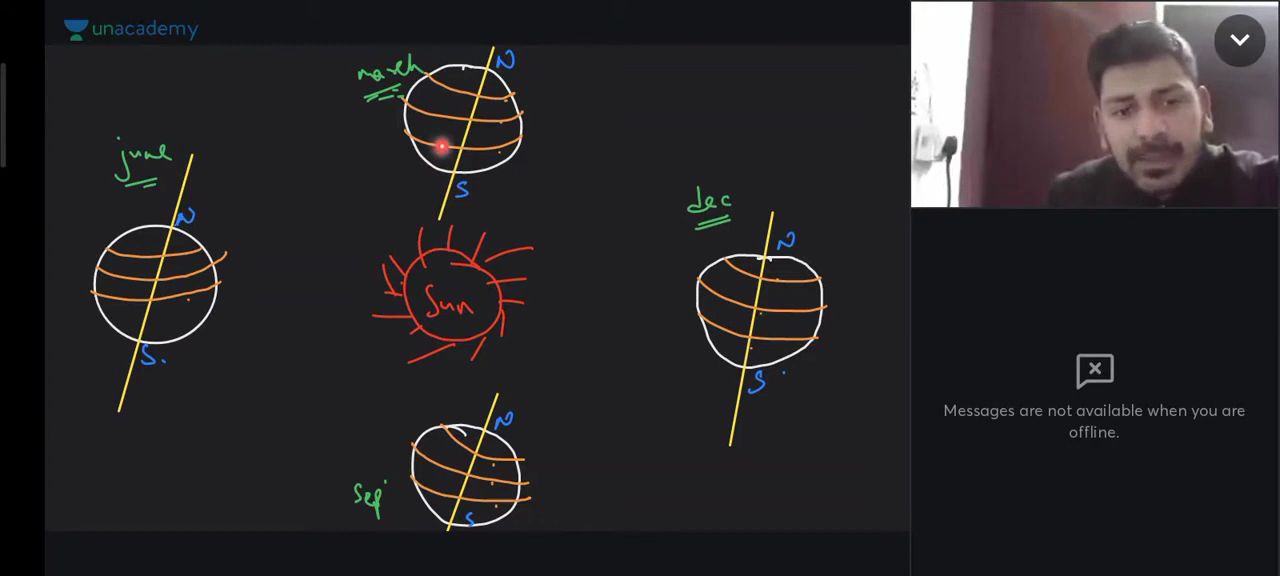 unacademy
march
N
S
june
N
S.
Sun
dec
N
S
sep
N
S
Messages are not available when you are
offline.